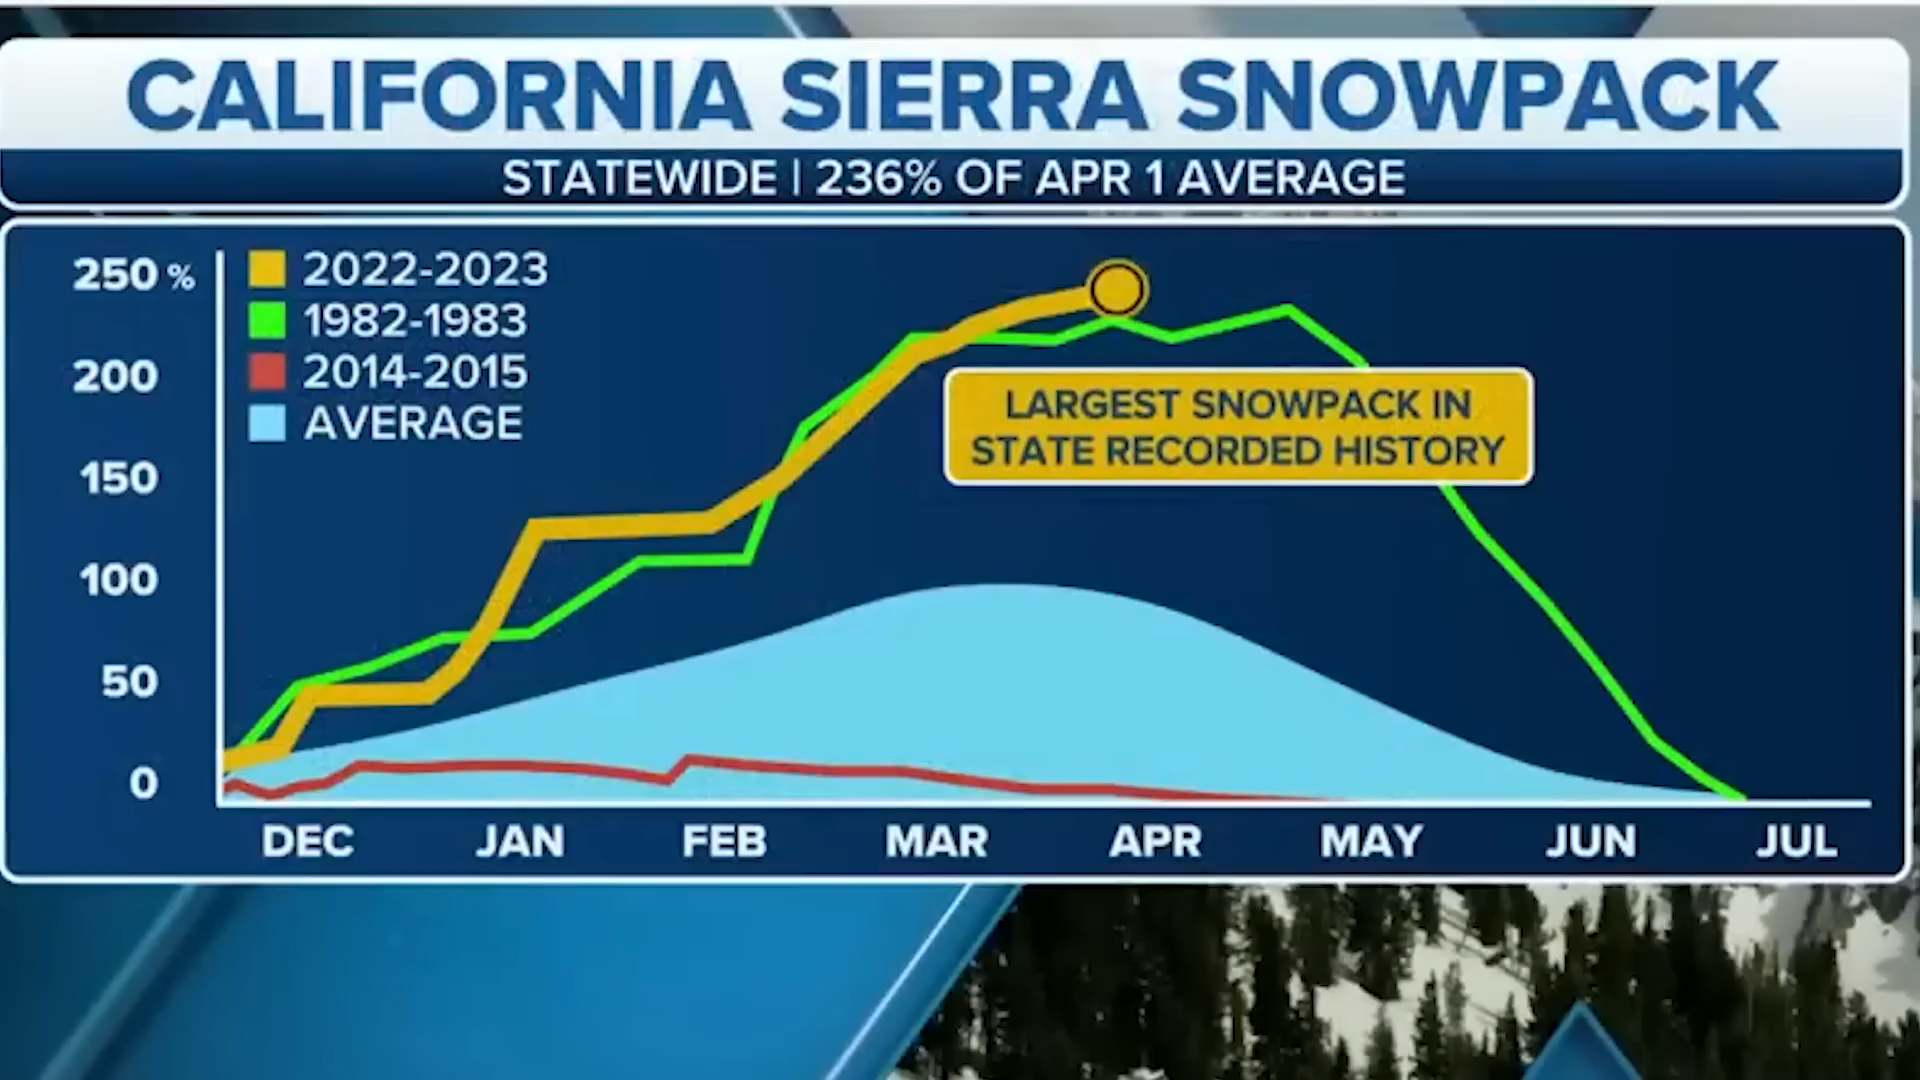 CALIFORNIA SIERRA SNOWPACK
STATEWIDE | 236% OF APR 1 AVERAGE
250 %
200
150
100
50
0
2022-2023
1982-1983
2014-2015
AVERAGE
LARGEST SNOWPACK IN
STATE RECORDED HISTORY
DEC JAN FEB MAR APR MAY JUN JUL